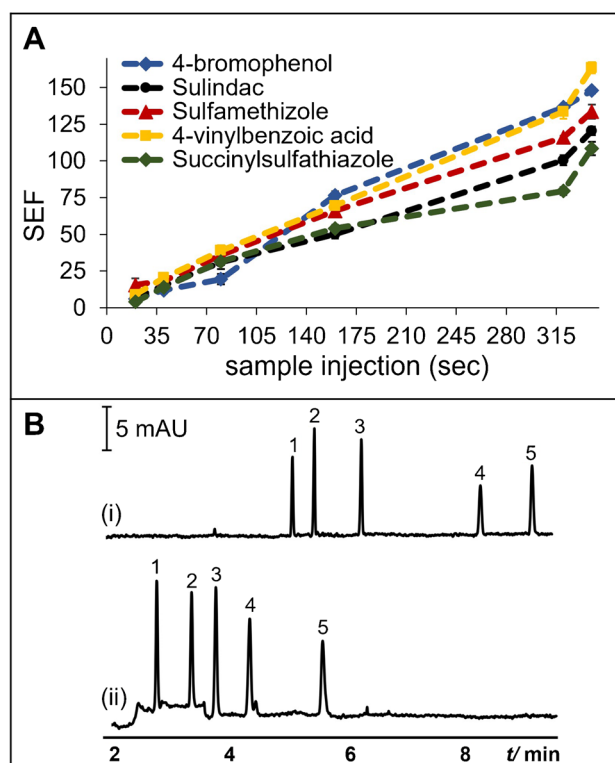 A
SEF
150
125
100
75
50
25
0
4-bromophenol
Sulindac
Sulfamethizole
4-vinylbenzoic acid
Succinylsulfathiazole
0 35 70 105 140 175 210 245 280 315
sample injection (sec)
B
5 mAU
(i)
1 2 3 4 5
(ii)
1 2 3 4 5
2 4 6 8 t/ min